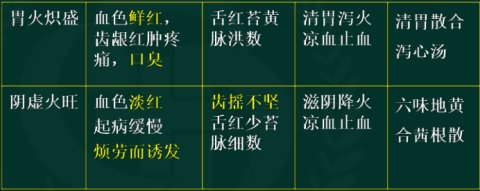 胃火炽盛
血色鲜红，
齿龈红肿疼
痛，口臭
舌红苔黄
脉洪数
清胃泻火
凉血止血
清胃散合
泻心汤
阴虚火旺
血色淡红
起病缓慢
烦劳而诱发
齿摇不坚
舌红少苔
脉细数
滋阴降火
凉血止血
六味地黄
合茜根散